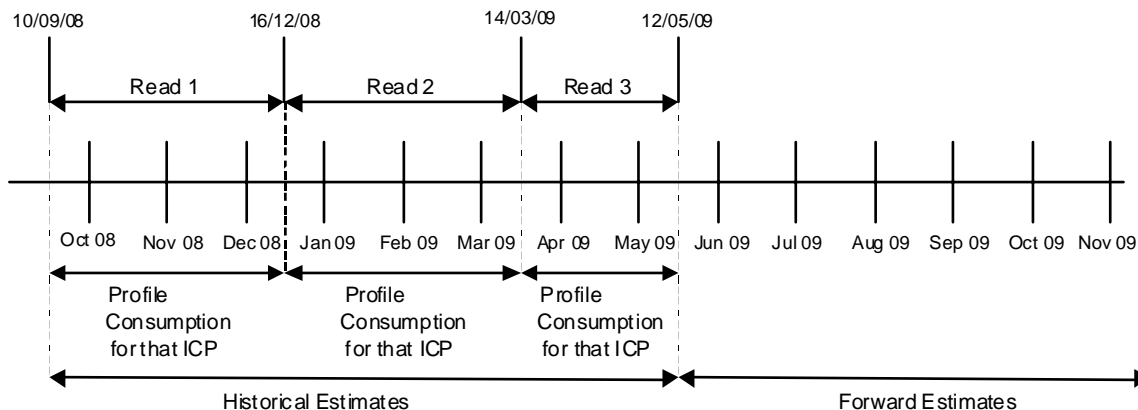 10/09/08 16/12/08 14/03/09 12/05/09
Read 1 Read 2 Read 3
Oct 08 Nov 08 Dec 08 Jan 09 Feb 09 Mar 09 Apr 09 May 09 Jun 09 Jul 09 Aug 09 Sep 09 Oct 09 Nov 09
Profile
Consumption
for that ICP
Profile
Consumption
for that ICP
Profile
Consumption
for that ICP
Historical Estimates Forward Estimates